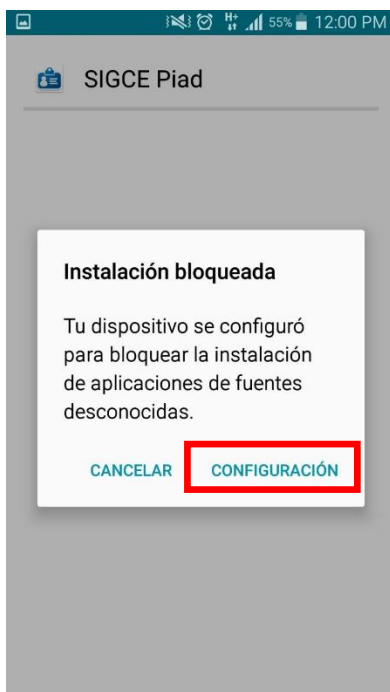 H+ 55% 12:00 PM
SIGCE Piad
Instalación bloqueada
Tu dispositivo se configuró
para bloquear la instalación
de aplicaciones de fuentes
desconocidas.
CANCELAR CONFIGURACIÓN